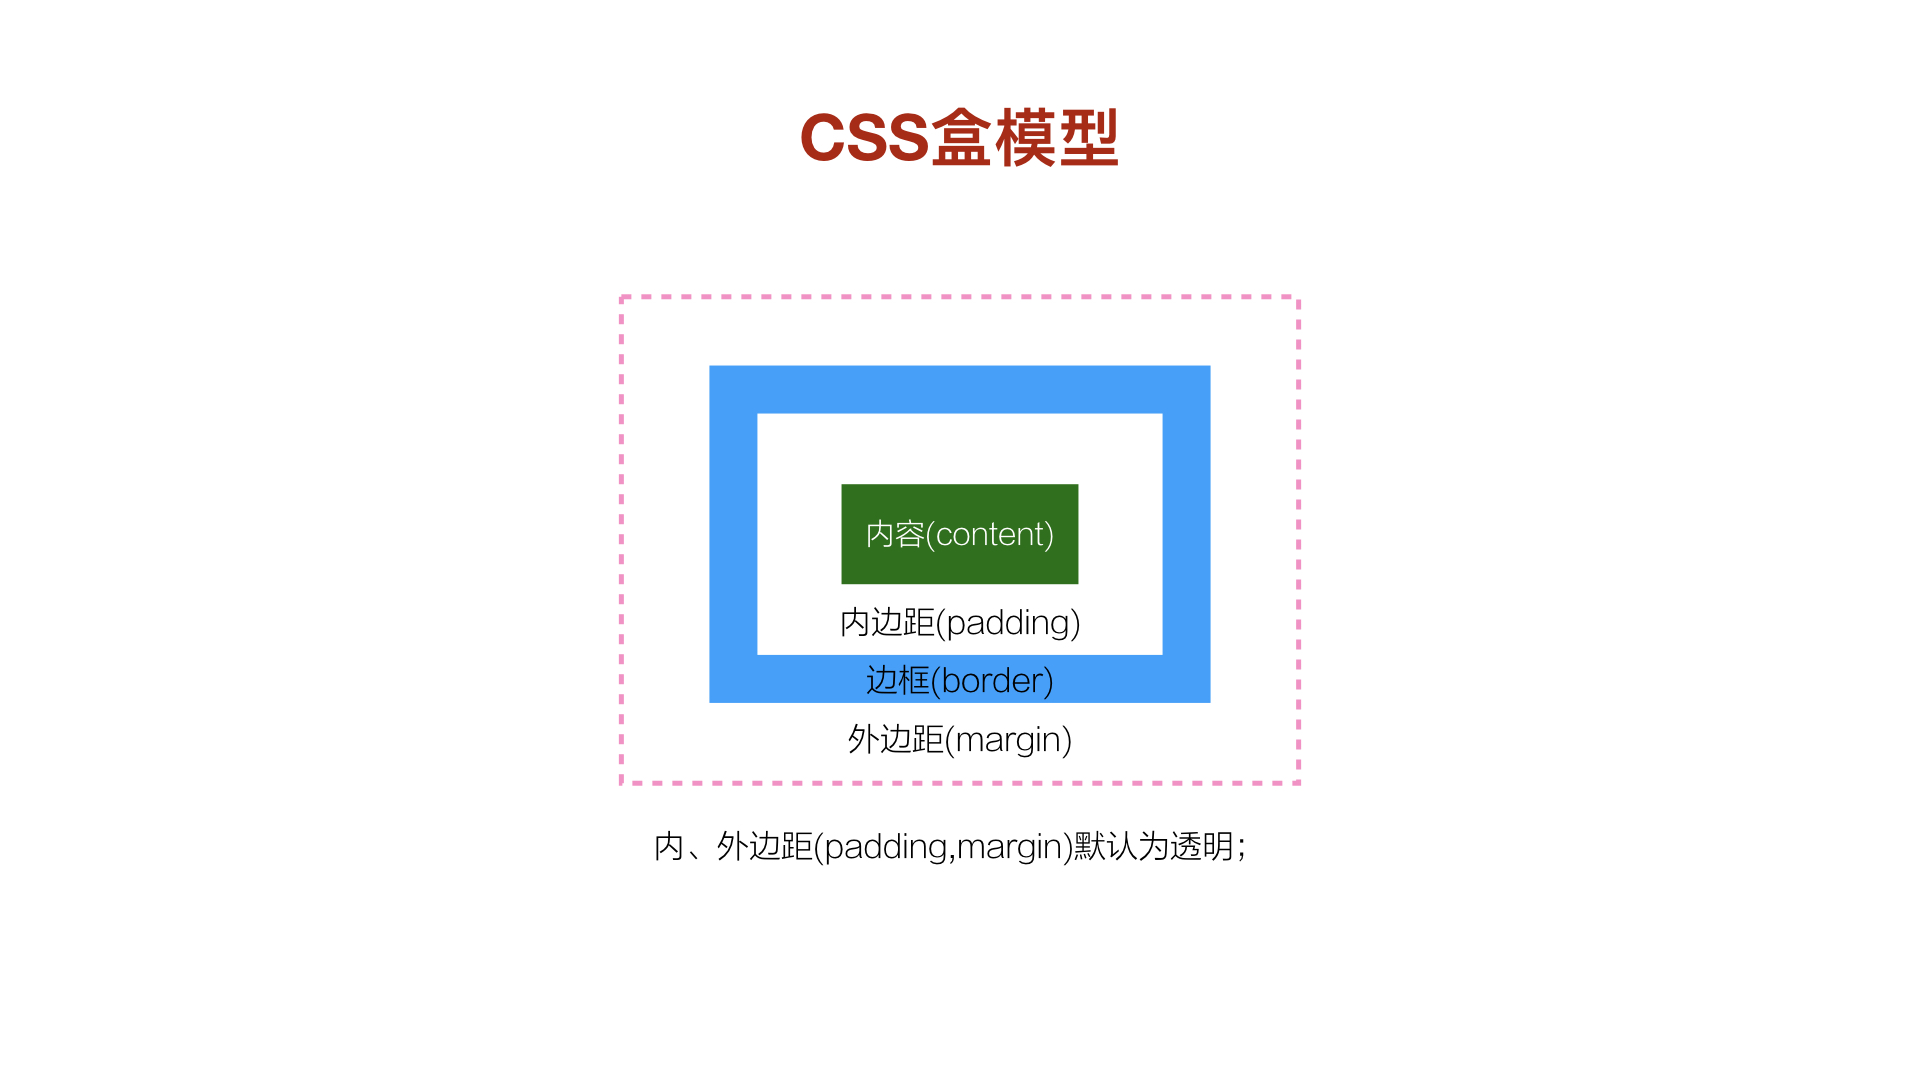 CSS盒模型
内容(content)
内边距(padding)
边框(border)
外边距(margin)
内、外边距(padding,margin)默认为透明；